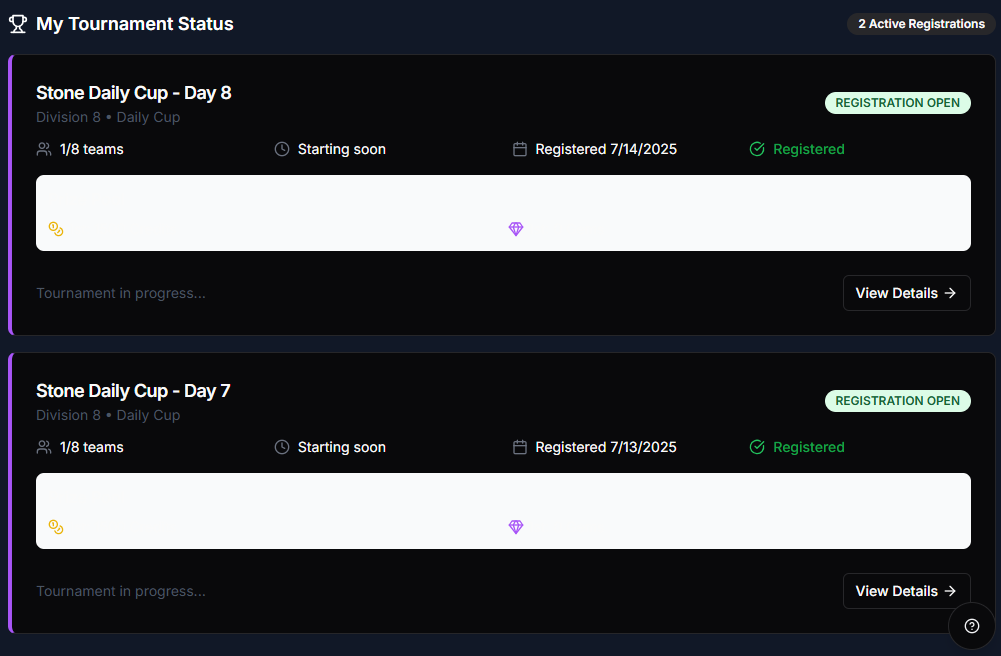 My Tournament Status
2 Active Registrations
Stone Daily Cup - Day 8
REGISTRATION OPEN
Division 8 • Daily Cup
1/8 teams
Starting soon
Registered 7/14/2025
Registered
Tournament in progress...
View Details →
Stone Daily Cup - Day 7
REGISTRATION OPEN
Division 8 • Daily Cup
1/8 teams
Starting soon
Registered 7/13/2025
Registered
Tournament in progress...
View Details →